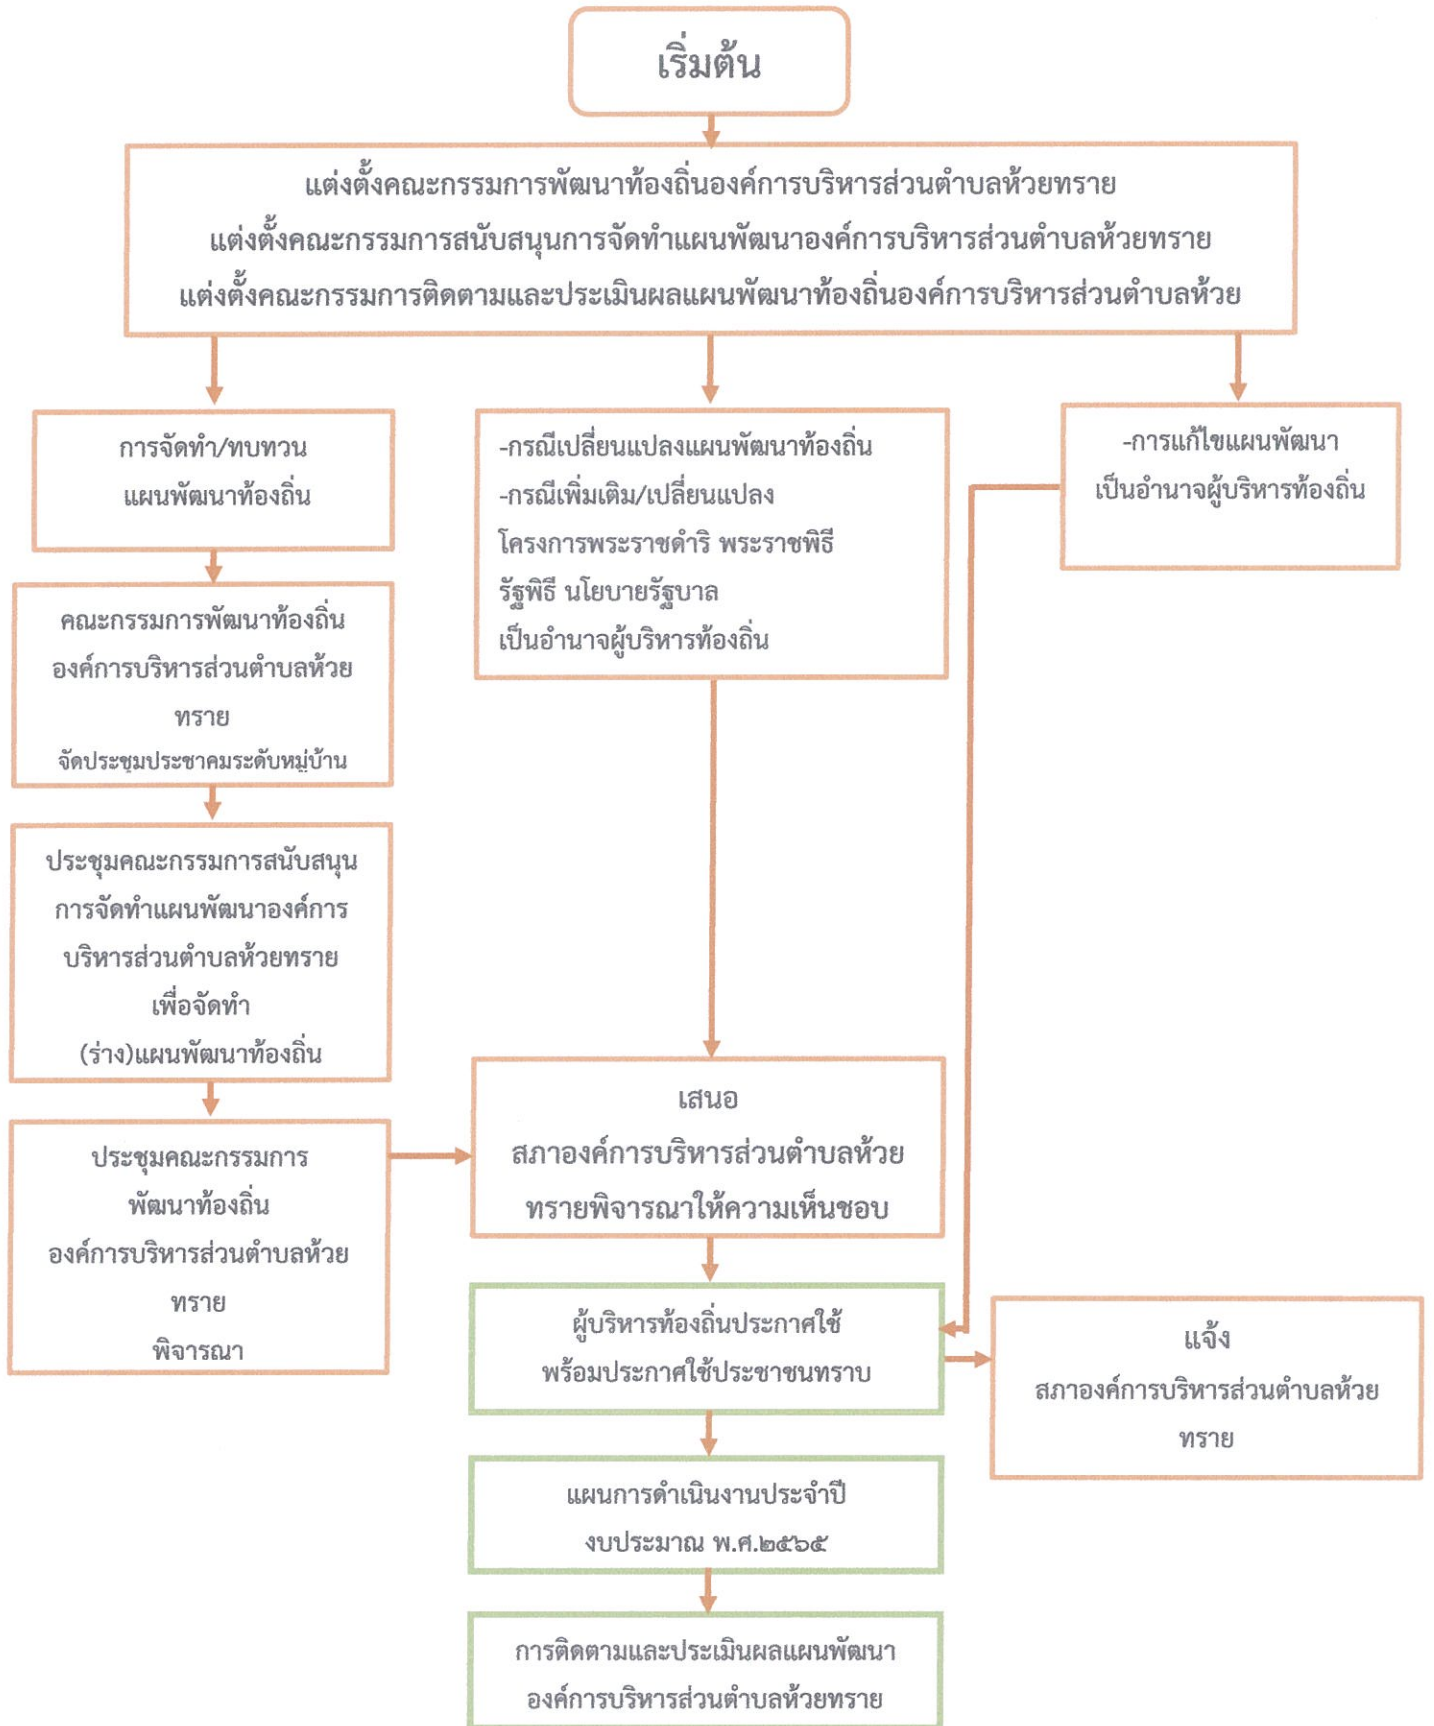 เริ่มต้น
แต่งตั้งคณะกรรมการพัฒนาท้องถิ่นองค์การบริหารส่วนตำบลห้วยทราย
แต่งตั้งคณะกรรมการสนับสนุนการจัดทำแผนพัฒนาองค์การบริหารส่วนตำบลห้วยทราย
แต่งตั้งคณะกรรมการติดตามและประเมินผลแผนพัฒนาท้องถิ่นองค์การบริหารส่วนตำบลห้วย
การจัดทำ/ทบทวน
แผนพัฒนาท้องถิ่น
-กรณีเปลี่ยนแปลงแผนพัฒนาท้องถิ่น
-กรณีเพิ่มเติม/เปลี่ยนแปลง
โครงการพระราชดำริ พระราชพิธี
รัฐพิธี นโยบายรัฐบาล
เป็นอำนาจผู้บริหารท้องถิ่น
-การแก้ไขแผนพัฒนา
เป็นอำนาจผู้บริหารท้องถิ่น
คณะกรรมการพัฒนาท้องถิ่น
องค์การบริหารส่วนตำบลห้วย
ทราย
จัดประชุมประชาคมระดับหมู่บ้าน
ประชุมคณะกรรมการสนับสนุน
การจัดทำแผนพัฒนาองค์การ
บริหารส่วนตำบลห้วยทราย
เพื่อจัดทำ
(ร่าง)แผนพัฒนาท้องถิ่น
ประชุมคณะกรรมการ
พัฒนาท้องถิ่น
องค์การบริหารส่วนตำบลห้วย
ทราย
พิจารณา
เสนอ
สภาองค์การบริหารส่วนตำบลห้วย
ทรายพิจารณาให้ความเห็นชอบ
ผู้บริหารท้องถิ่นประกาศใช้
พร้อมประกาศใช้ประชาชนทราบ
แจ้ง
สภาองค์การบริหารส่วนตำบลห้วย
ทราย
แผนการดำเนินงานประจำปี
งบประมาณ พ.ศ.๒๕๖๕
การติดตามและประเมินผลแผนพัฒนา
องค์การบริหารส่วนตำบลห้วยทราย